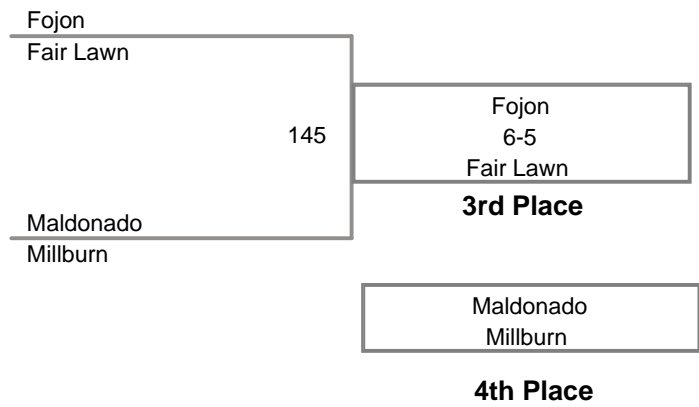 Fojon
Fair Lawn
145
Fojon
6-5
Fair Lawn
3rd Place
Maldonado
Millburn
Maldonado
Millburn
4th Place